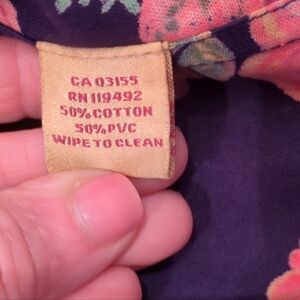 CA 03155
RN 119492
50% COTTON
50% PVC
WIPE TO CLEAN